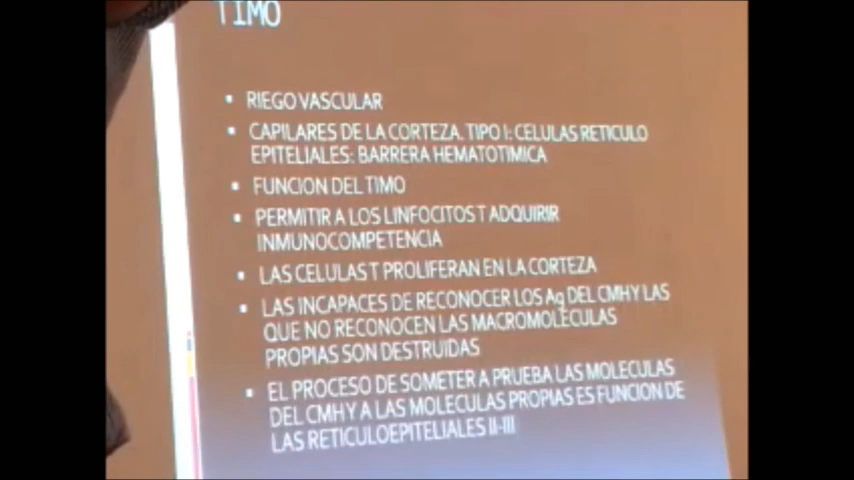 TIMO
▪ RIEGO VASCULAR
▪ CAPILARES DE LA CORTEZA. TIPO I: CELULAS RETICULO
EPITELIALES: BARRERA HEMATOTIMICA
▪ FUNCION DEL TIMO
▪ PERMITIR A LOS LINFOCITOS T ADQUIRIR
INMUNOCOMPETENCIA
▪ LAS CELULAS T PROLIFERAN EN LA CORTEZA
▪ LAS INCAPACES DE RECONOCER LOS Ag DEL CMHY LAS
QUE NO RECONOCEN LAS MACROMOLECULAS
PROPIAS SON DESTRUIDAS
▪ EL PROCESO DE SOMETER A PRUEBA LAS MOLECULAS
DEL CMHY A LAS MOLECULAS PROPIAS ES FUNCION DE
LAS RETICULOEPITELIALES II-III